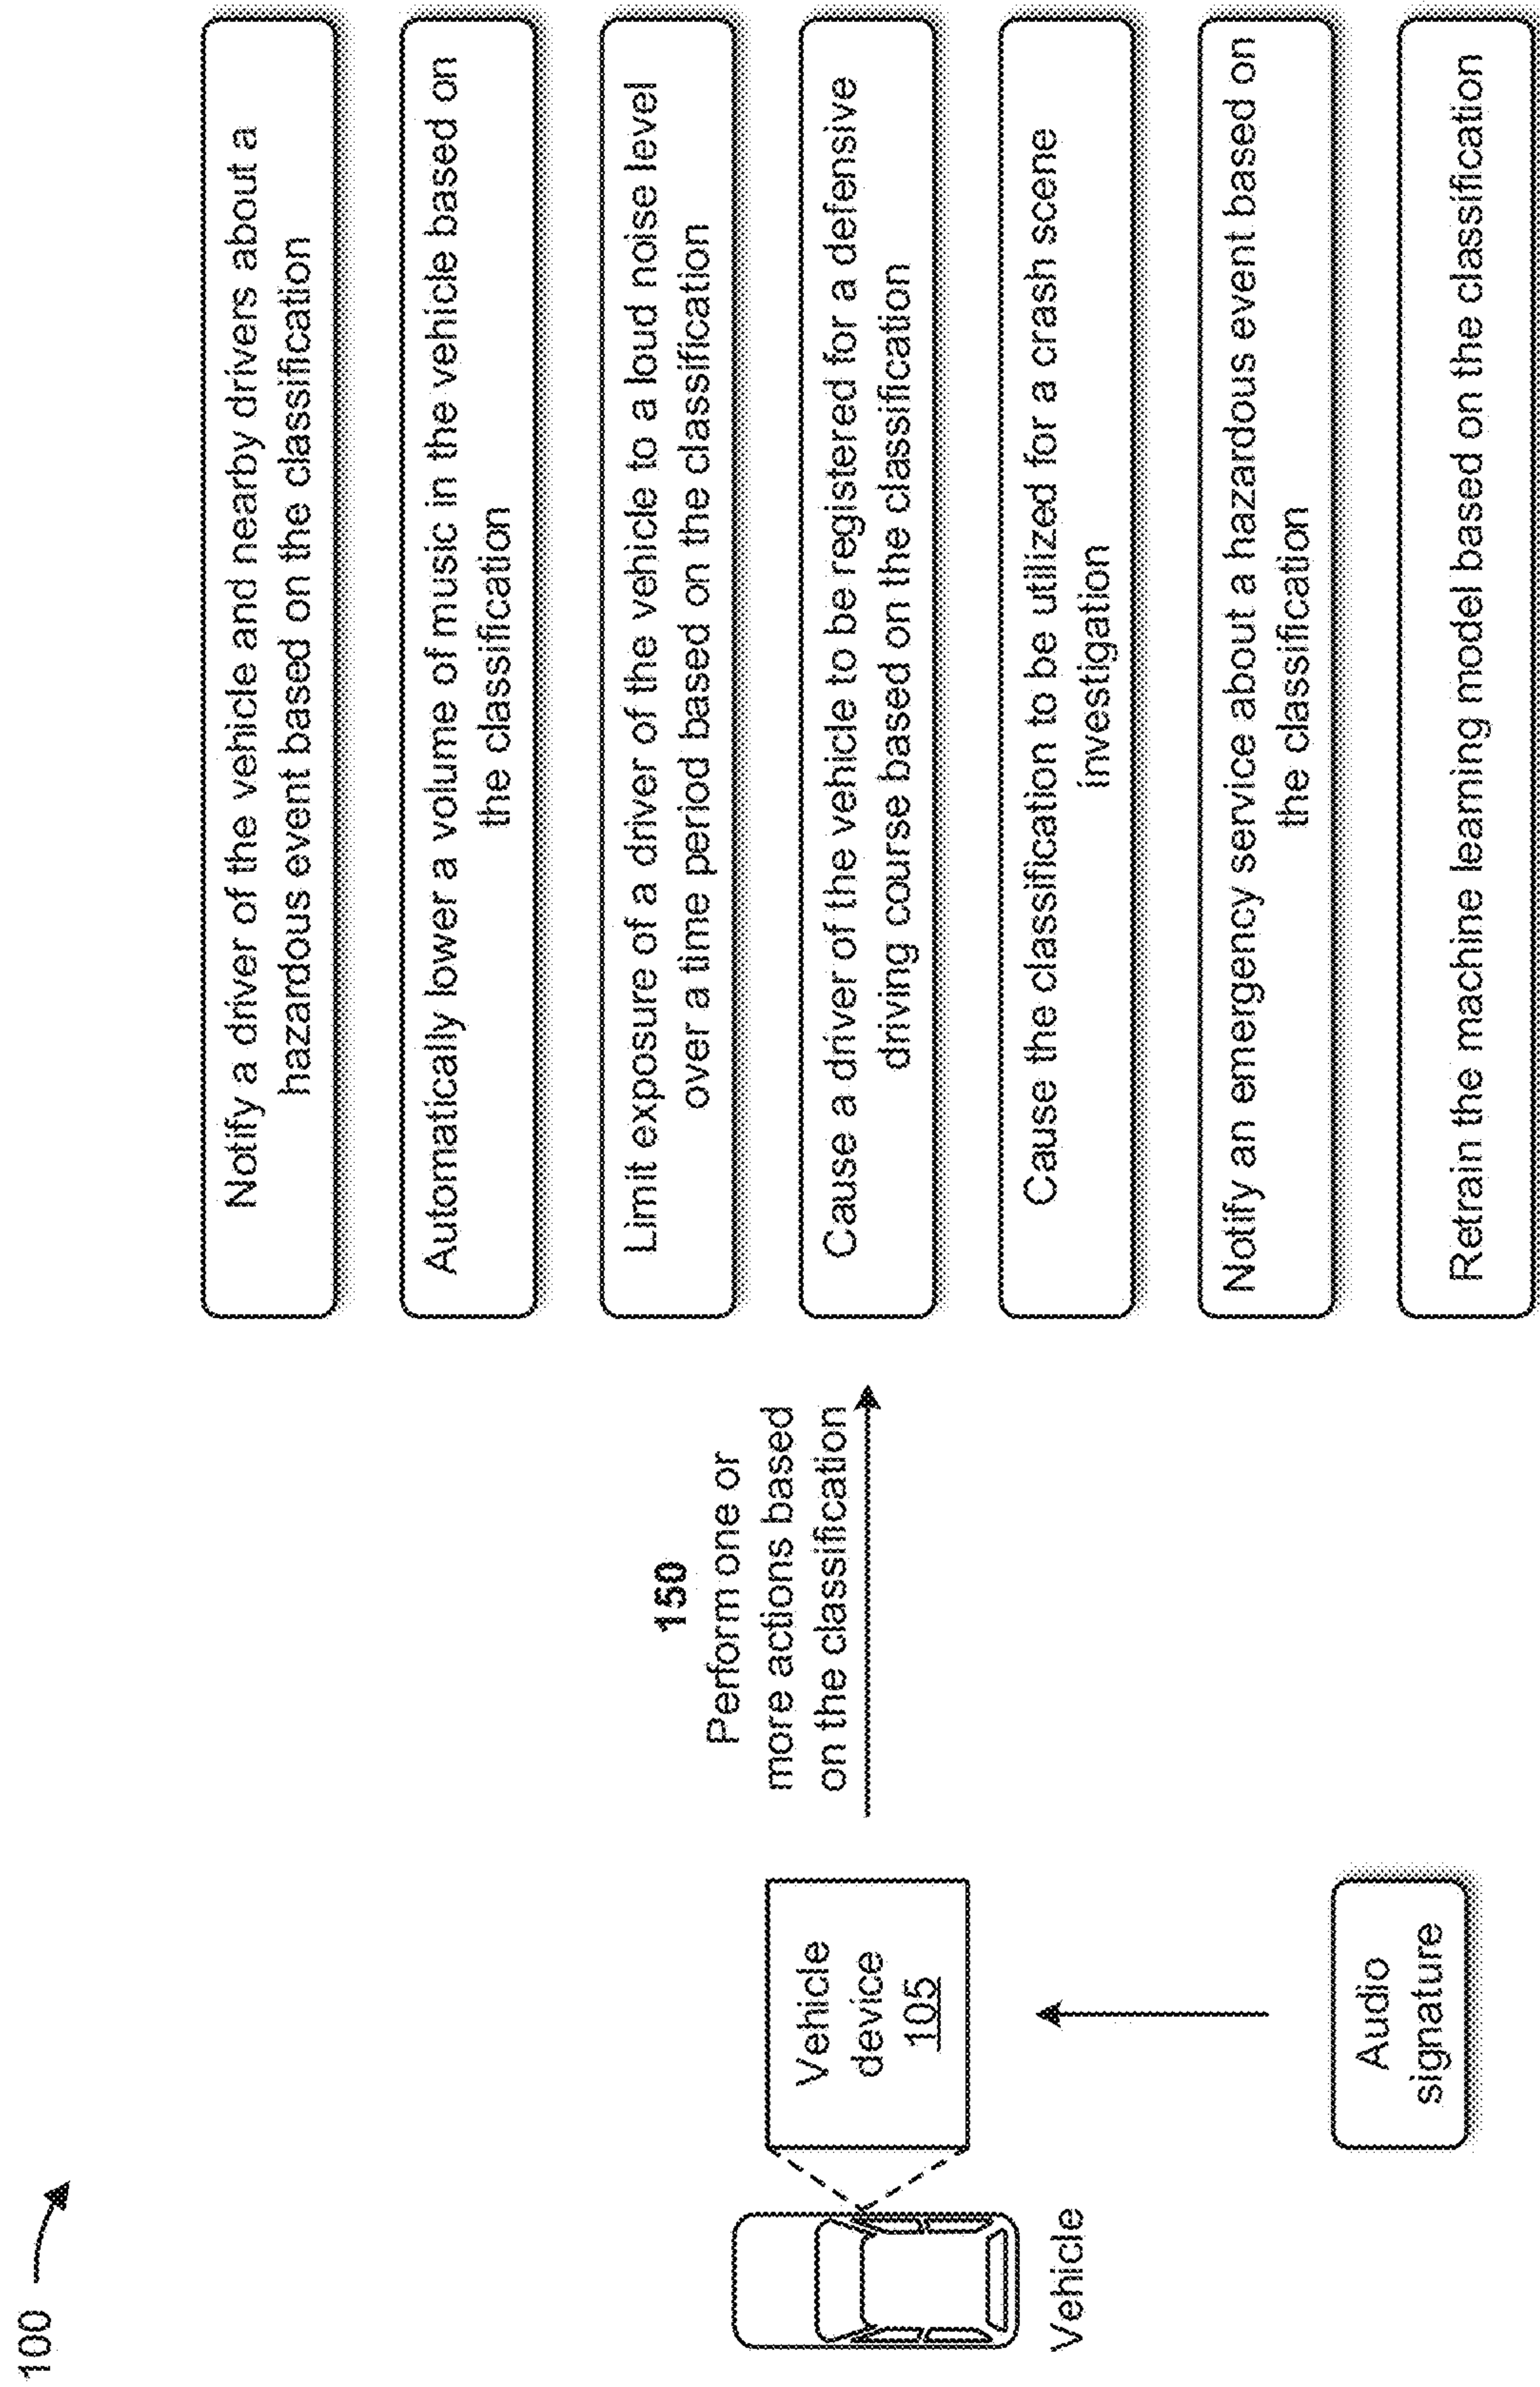 100
Vehicle
Vehicle
device
105
Audio
signature
150
Perform one or
more actions based
on the classification
Notify a driver of the vehicle and nearby drivers about a
hazardous event based on the classification
Automatically lower a volume of music in the vehicle based on
the classification
Limit exposure of a driver of the vehicle to a loud noise level
over a time period based on the classification
Cause a driver of the vehicle to be registered for a defensive
driving course based on the classification
Cause the classification to be utilized for a crash scene
investigation
Notify an emergency service about a hazardous event based on
the classification
Retrain the machine learning model based on the classification